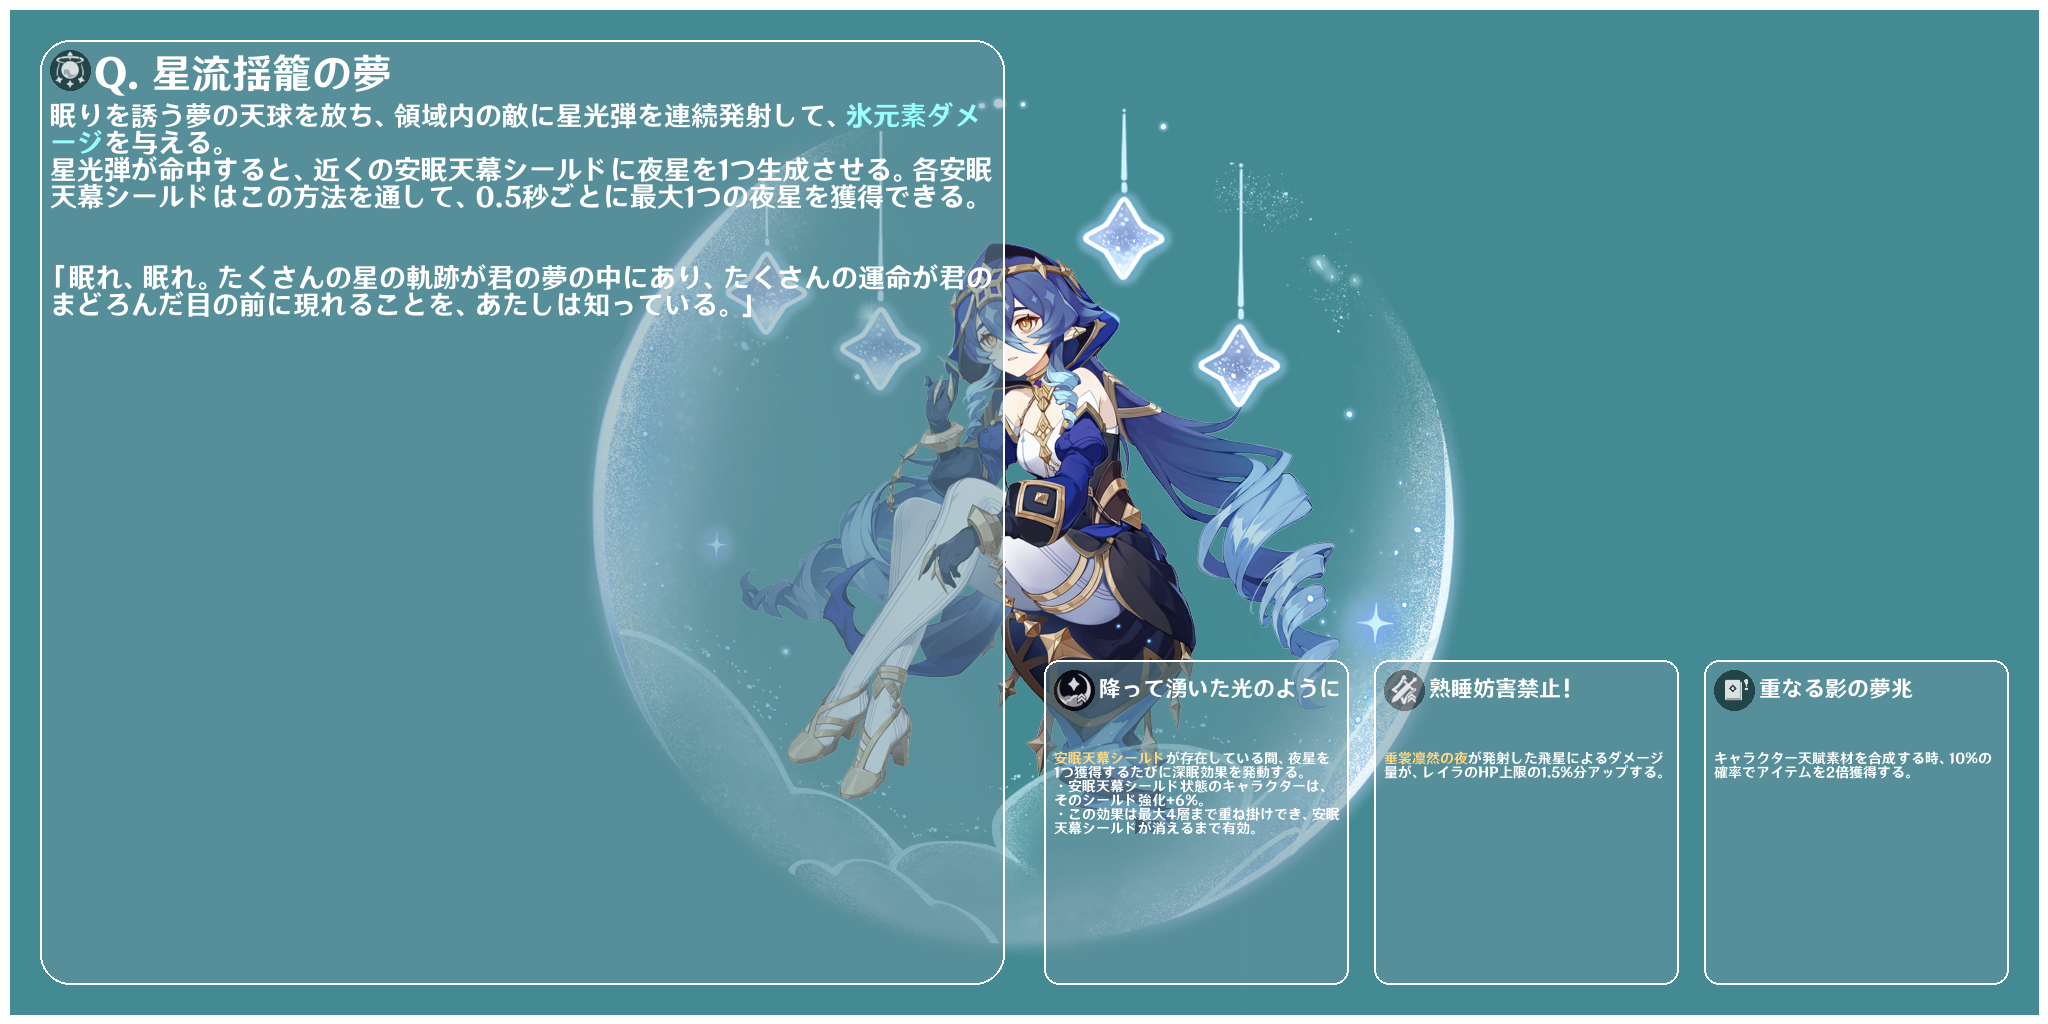 Q. 星流揺籠の夢
眠りを誘う夢の天球を放ち、領域内の敵に星光弾を連続発射して、氷元素ダメ
ージを与える。
星光弾が命中すると、近くの安眠天幕シールドに夜星を1つ生成させる。各安眠
天幕シールドはこの方法を通して、0.5秒ごとに最大1つの夜星を獲得できる。
「眠れ、眠れ。たくさんの星の軌跡が君の夢の中にあり、たくさんの運命が君の
まどろんだ目の前に現れることを、あたしは知っている。」
降って湧いた光のように
安眠天幕シールドが存在している間、夜星を
1つ獲得するたびに深眠効果を発動する。
・安眠天幕シールド状態のキャラクターは、
そのシールド強化+6%。
・この効果は最大4層まで重ね掛けでき、安眠
天幕シールドが消えるまで有効。
熟睡妨害禁止！
垂裳凛然の夜が発射した飛星によるダメージ
量が、レイラのHP上限の1.5%分アップする。
重なる影の夢兆
キャラクター天賦素材を合成する時、10%の
確率でアイテムを2倍獲得する。